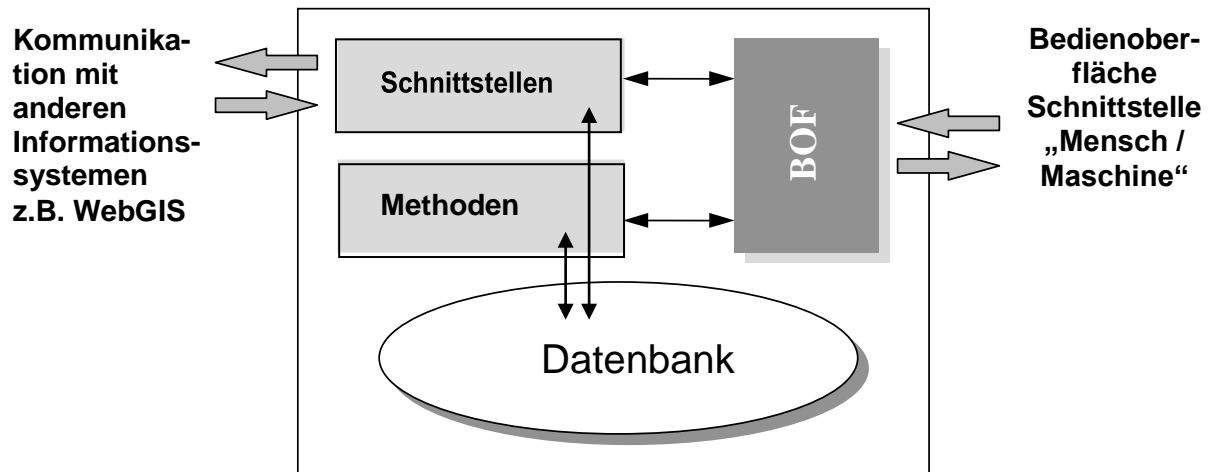 Kommunika-
tion mit
anderen
Informations-
systemen
z.B. WebGIS
Schnittstellen
Methoden
BOF
Datenbank
Bedienober-
fläche
Schnittstelle
„Mensch /
Maschine“